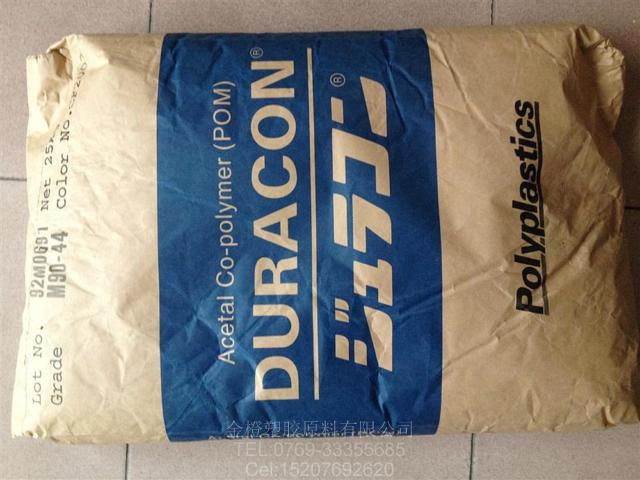 Acetal Co-polymer (POM)
DURACON®
ジュラコン®
Polyplastics
Lot No. 92M0691 Net 25
Grade M90-44 Color No.
金橙塑胶原料有限公司
TEL:0769-33355685
Cel:15207692620